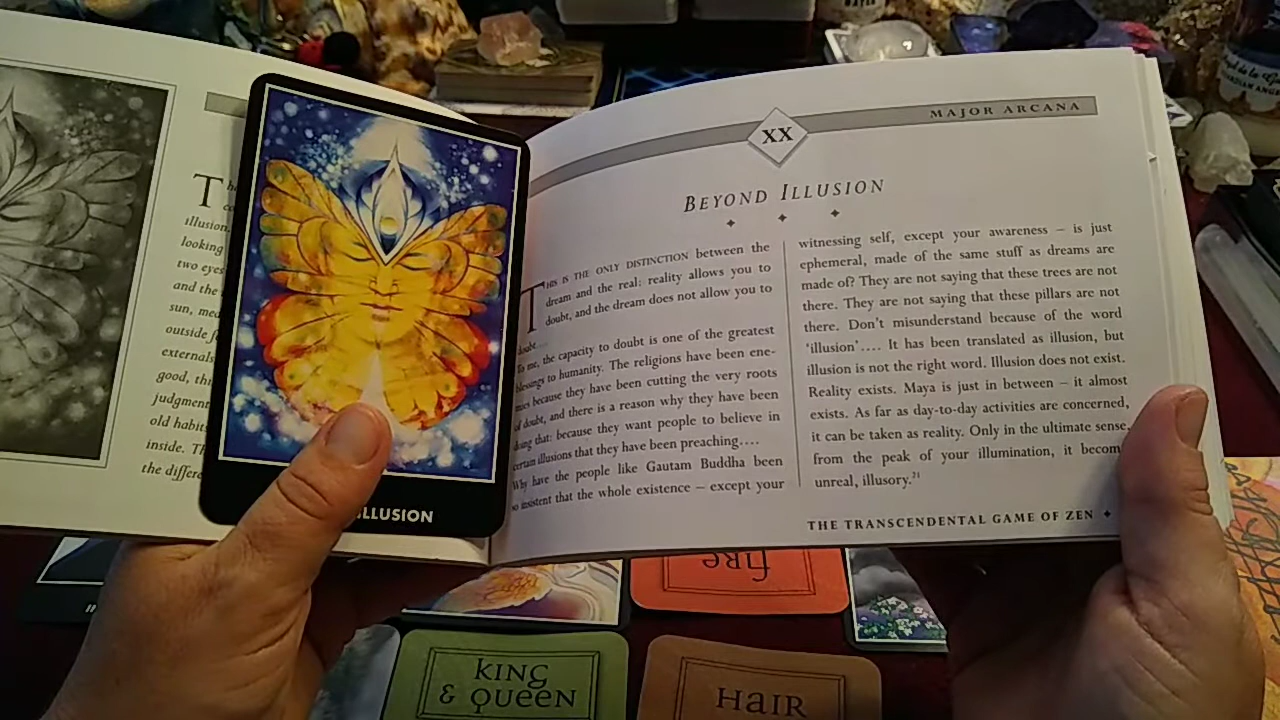 XX
MAJOR ARCANA
BEYOND ILLUSION
THIS IS THE ONLY DISTINCTION between the
dream and the real: reality allows you to
doubt, and the dream does not allow you to
doubt....
To me, the capacity to doubt is one of the greatest
blessings to humanity. The religions have been ene-
mies because they have been cutting the very roots
of doubt, and there is a reason why they have been
doing that: because they want people to believe in
certain illusions that they have been preaching....
Why have the people like Gautam Buddha been
so insistent that the whole existence – except your
witnessing self, except your awareness – is just
ephemeral, made of the same stuff as dreams are
made of? They are not saying that these trees are not
there. They are not saying that these pillars are not
there. Don't misunderstand because of the word
'illusion'.... It has been translated as illusion, but
illusion is not the right word. Illusion does not exist.
Reality exists. Maya is just in between – it almost
exists. As far as day-to-day activities are concerned,
it can be taken as reality. Only in the ultimate sense,
from the peak of your illumination, it becom
unreal, illusory.21
THE TRANSCENDENTAL GAME OF ZEN
illusion.
looking
two eyes
and the
sun,
outside
externals
good,
judgment
old habits
inside.
the
ILLUSION
FIRE
KING
& QUEEN
HAIR